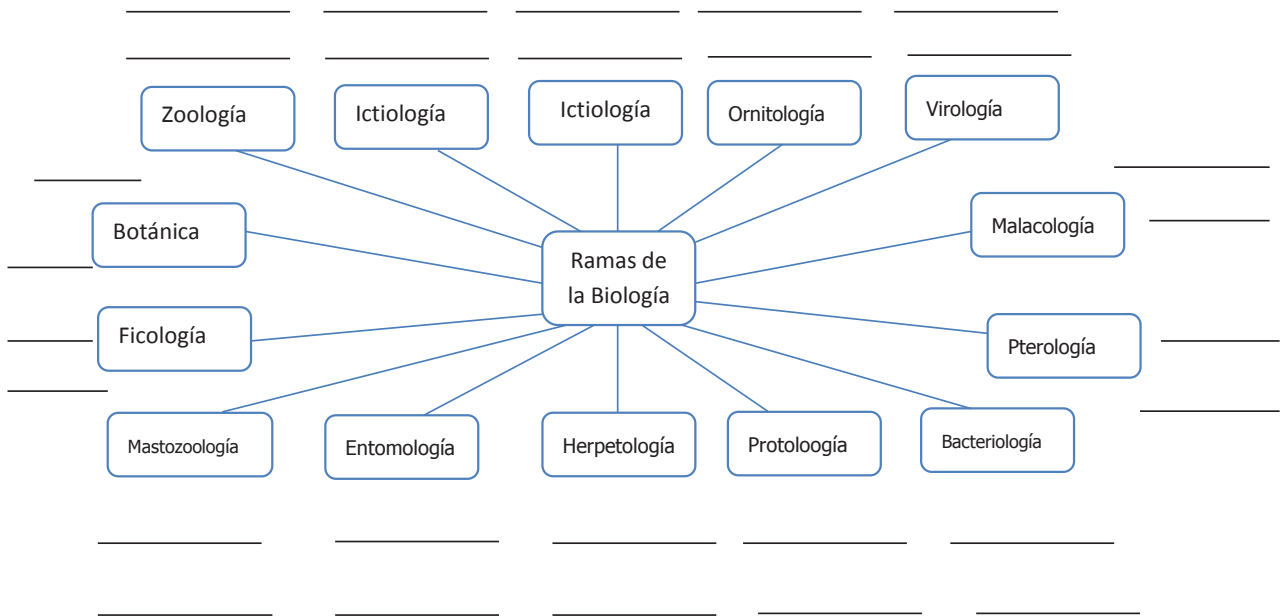 Zoología
Ictiología
Ictiología
Ornitología
Virología
Botánica
Malacología
Ramas de
la Biología
Ficología
Pterología
Mastozoología
Entomología
Herpetología
Protoloogía
Bacteriología